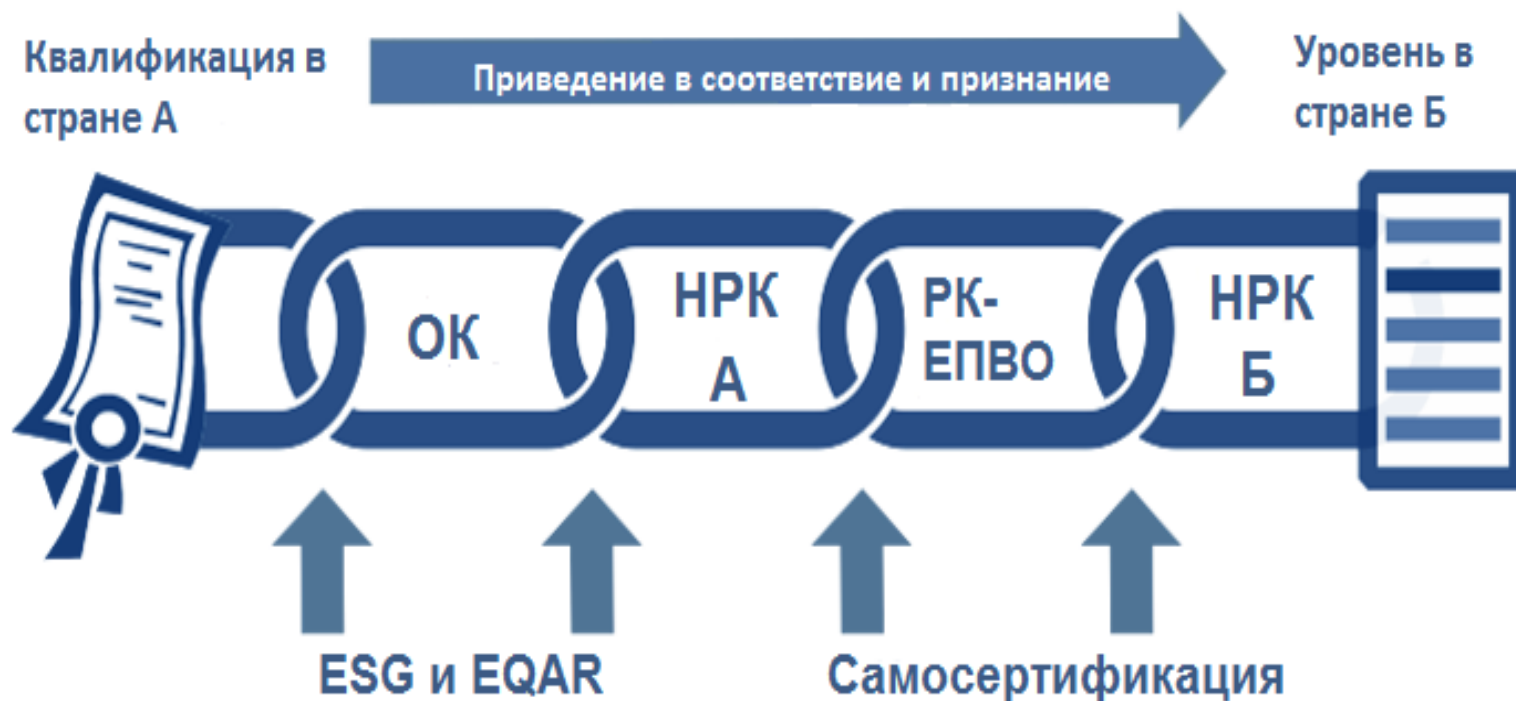 Квалификация в
стране А
Приведение в соответствие и признание
Уровень в
стране Б
ОК
НРК
А
РК-
ЕПВО
НРК
Б
ESG и EQAR
Самосертификация